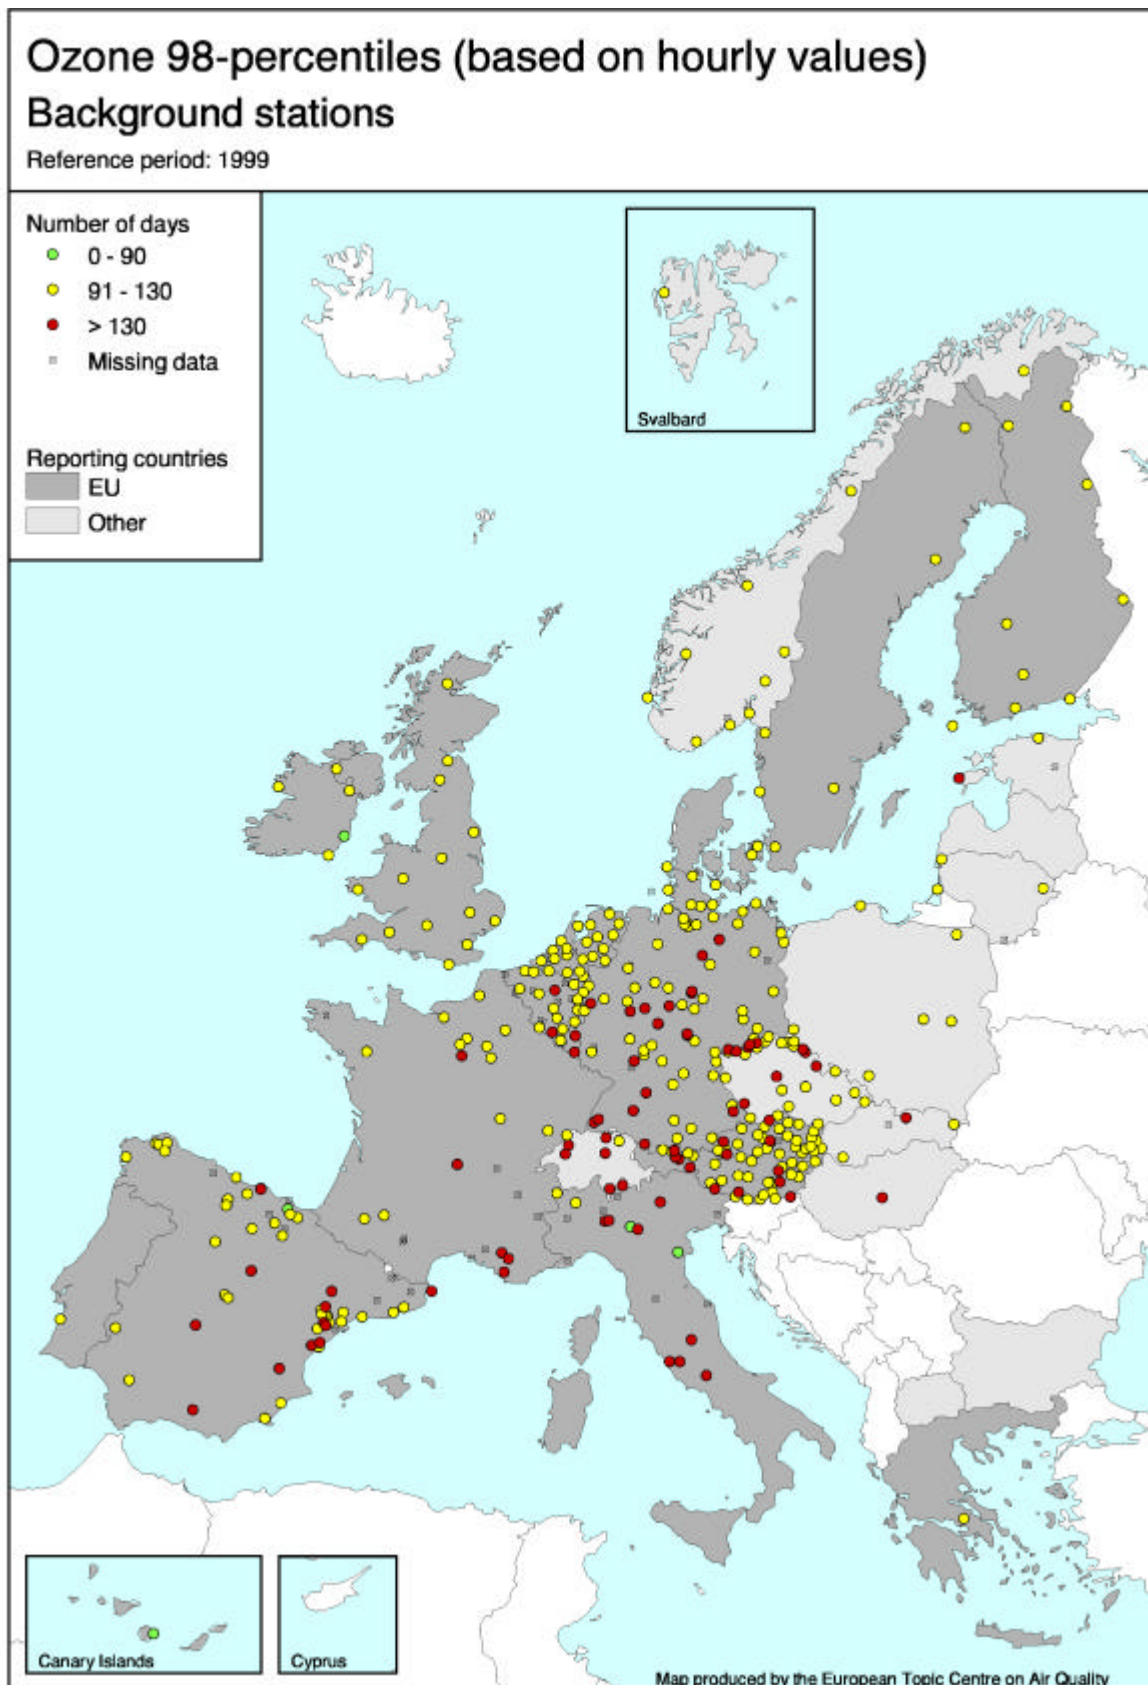 Ozone 98-percentiles (based on hourly values)
Background stations
Reference period: 1999
Number of days
0 - 90
91 - 130
> 130
Missing data
Reporting countries
EU
Other
Svalbard
Canary Islands
Cyprus
Map produced by the European Topic Centre on Air Quality